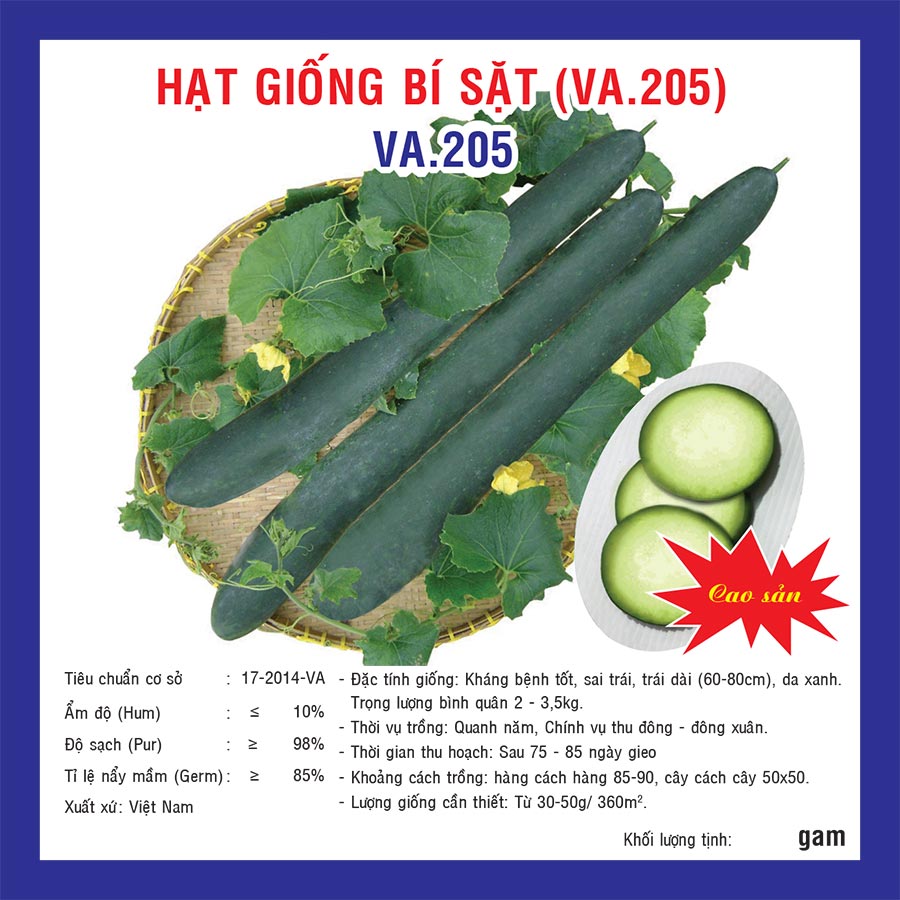 HẠT GIỐNG BÍ SẶT (VA.205)
VA.205
Cao sản
Tiêu chuẩn cơ sở : 17-2014-VA
Ẩm độ (Hum) : ≤ 10%
Độ sạch (Pur) : ≥ 98%
Tỉ lệ nẩy mầm (Germ) : ≥ 85%
Xuất xứ: Việt Nam
- Đặc tính giống: Kháng bệnh tốt, sai trái, trái dài (60-80cm), da xanh.
Trọng lượng bình quân 2 - 3,5kg.
- Thời vụ trồng: Quanh năm, Chính vụ thu đông - đông xuân.
- Thời gian thu hoạch: Sau 75 - 85 ngày gieo
- Khoảng cách trồng: hàng cách hàng 85-90, cây cách cây 50x50.
- Lượng giống cần thiết: Từ 30-50g/ 360m².
Khối lượng tịnh: gam